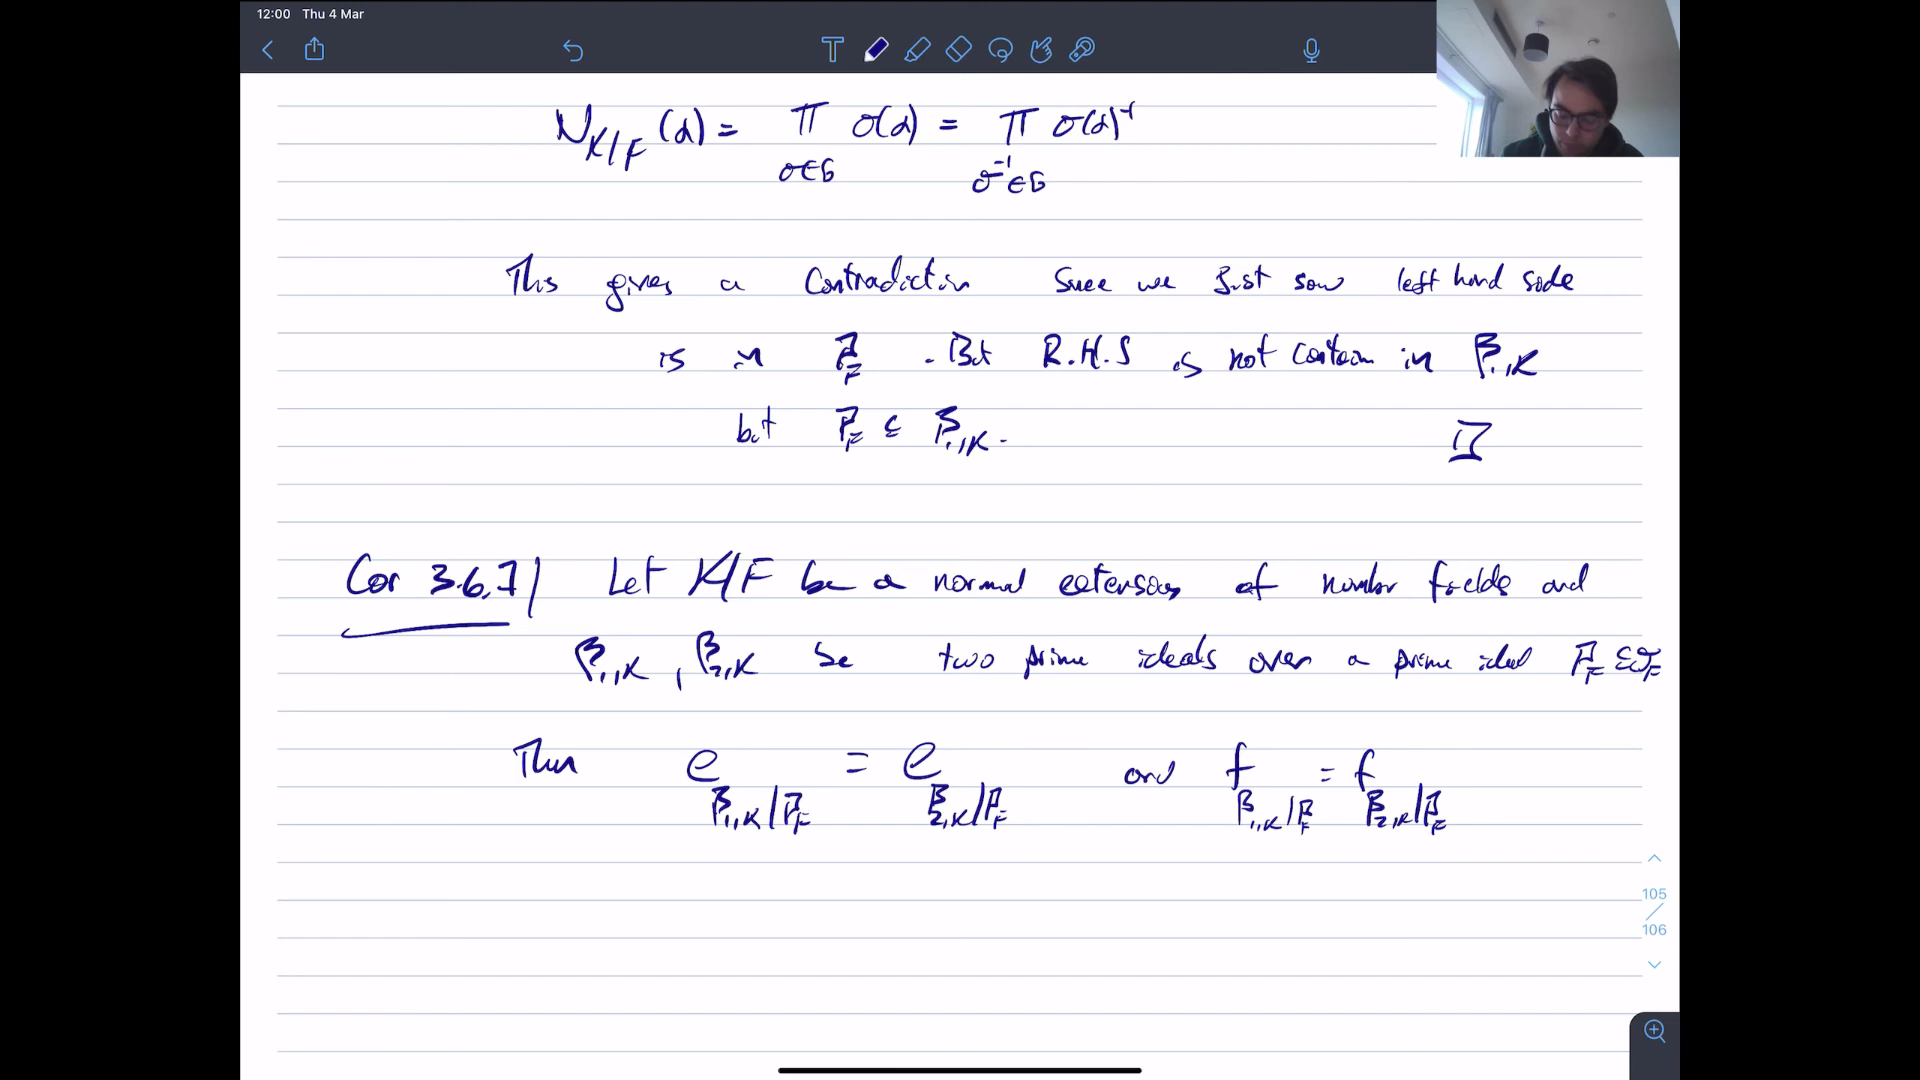 12:00 Thu 4 Mar
N_{K/F} (α) = ∏_{σ∈G} σ(α) = ∏_{σ^{-1}∈G} σ(α)^{-1}
This gives a Contradiction Since we just saw left hand side
is in P_F . But R.H.S is not contain in P_{1,K}
but P_F ⊆ P_{1,K}. □
Cor 3.6.7 | Let K/F be a normal extension of number fields and
P_{1,K} , P_{2,K} be two prime ideals over a prime ideal P_F ⊆ O_F
Then e_{P_{1,K}/P_F} = e_{P_{2,K}/P_F} and f_{P_{1,K}/P_F} = f_{P_{2,K}/P_F}
105
106